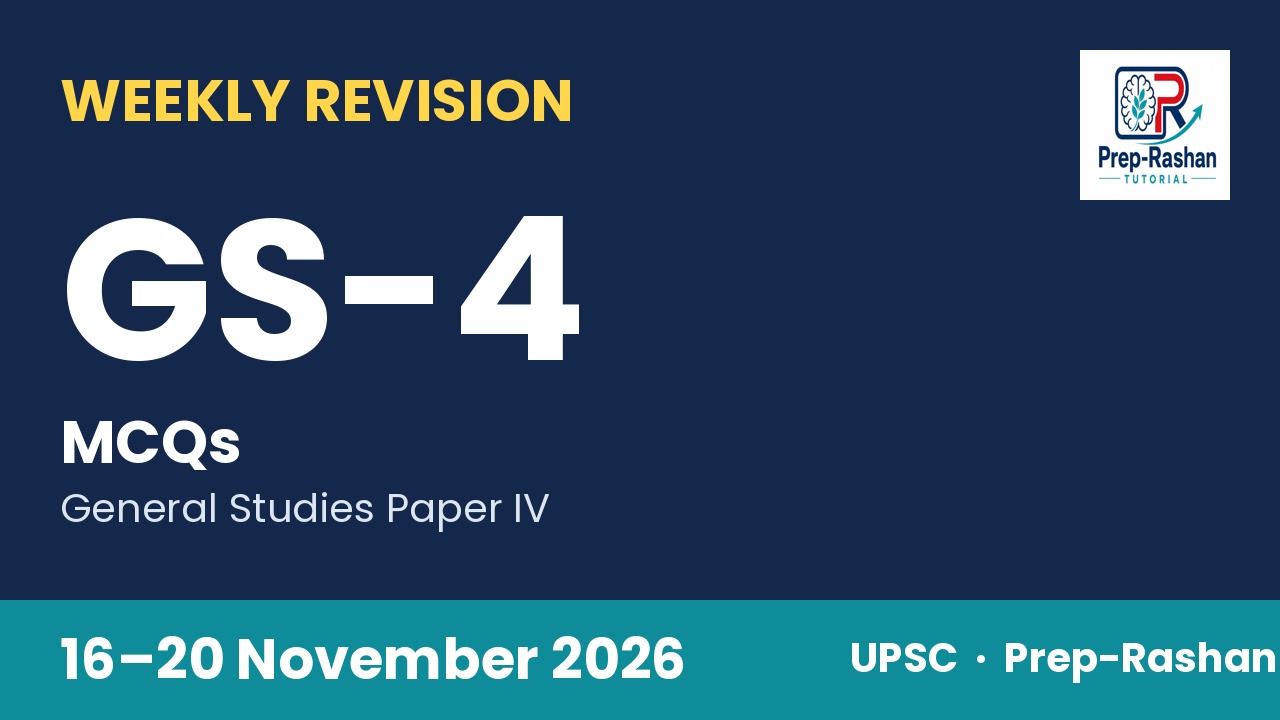 WEEKLY REVISION
PR
Prep-Rashan
TUTORIAL
GS-4
MCQs
General Studies Paper IV
16–20 November 2026
UPSC · Prep-Rashan